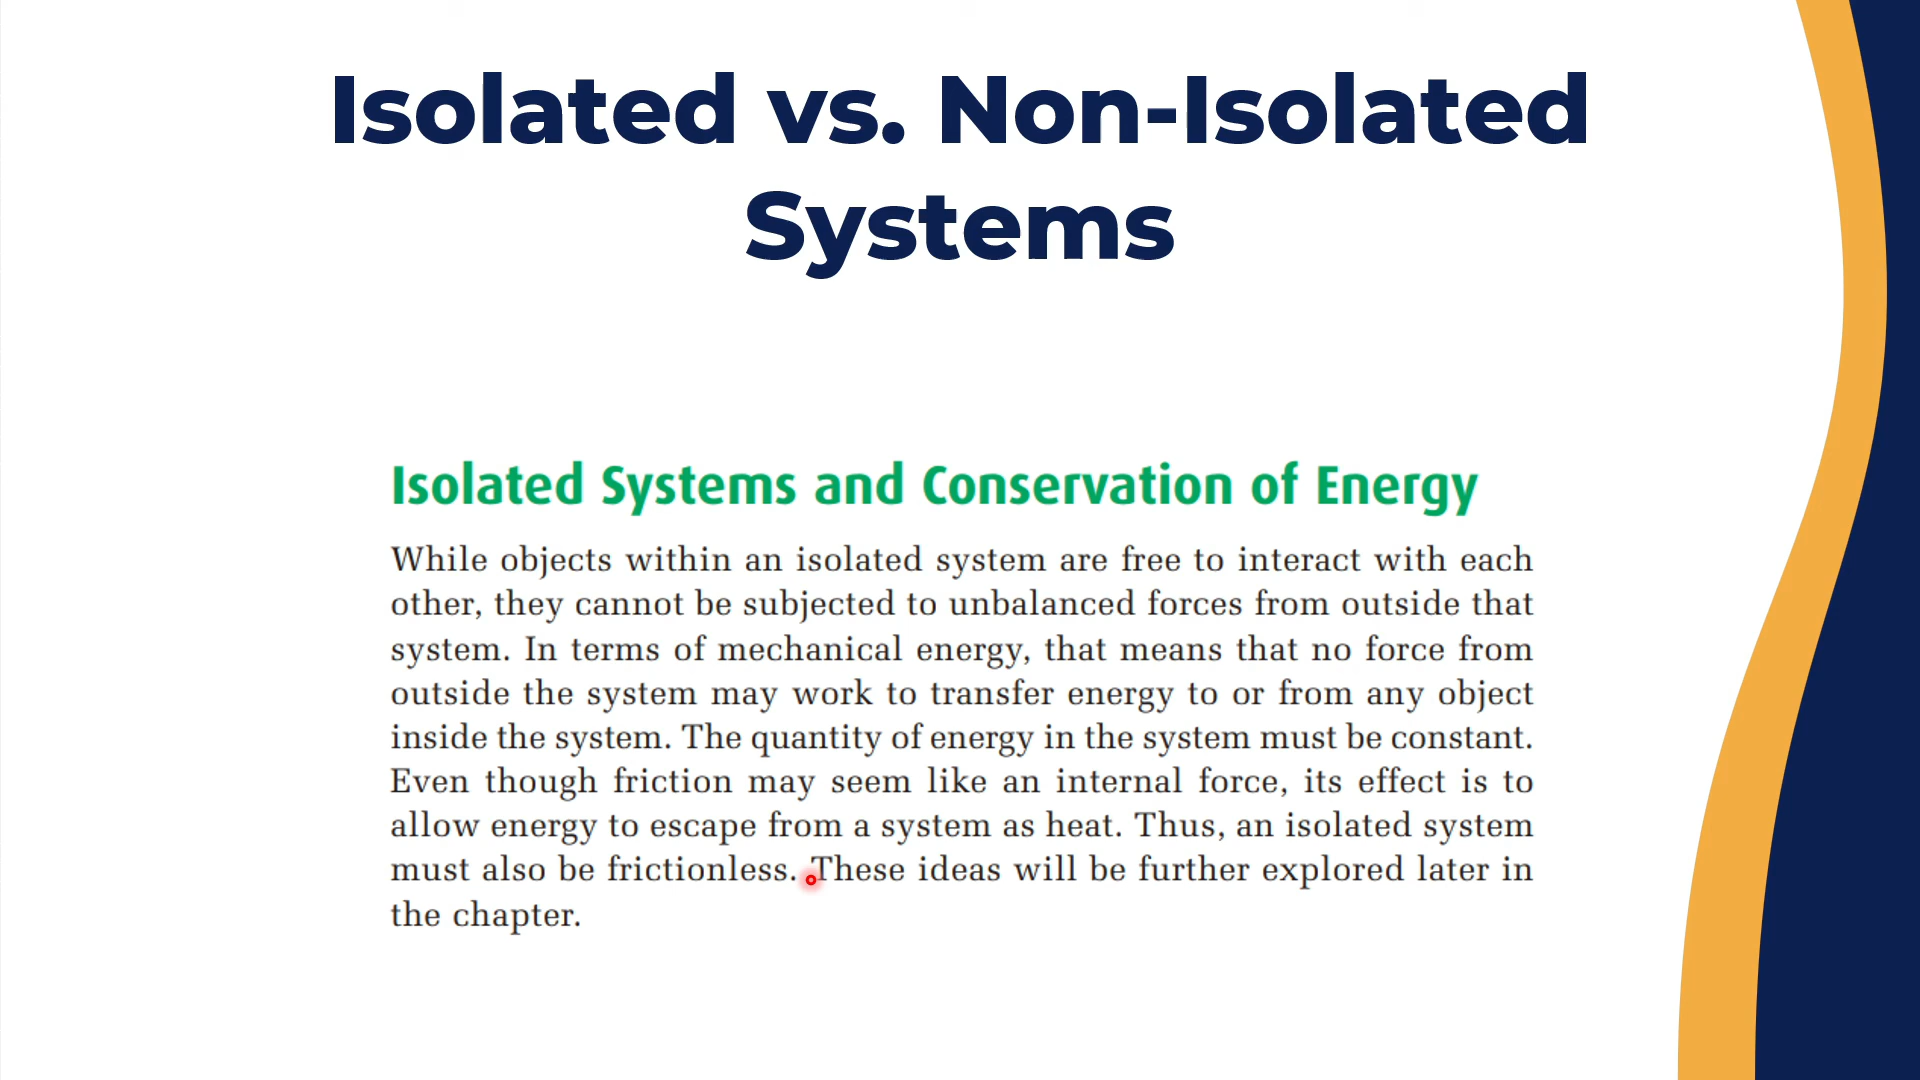 Isolated vs. Non-Isolated
Systems
Isolated Systems and Conservation of Energy
While objects within an isolated system are free to interact with each
other, they cannot be subjected to unbalanced forces from outside that
system. In terms of mechanical energy, that means that no force from
outside the system may work to transfer energy to or from any object
inside the system. The quantity of energy in the system must be constant.
Even though friction may seem like an internal force, its effect is to
allow energy to escape from a system as heat. Thus, an isolated system
must also be frictionless. These ideas will be further explored later in
the chapter.